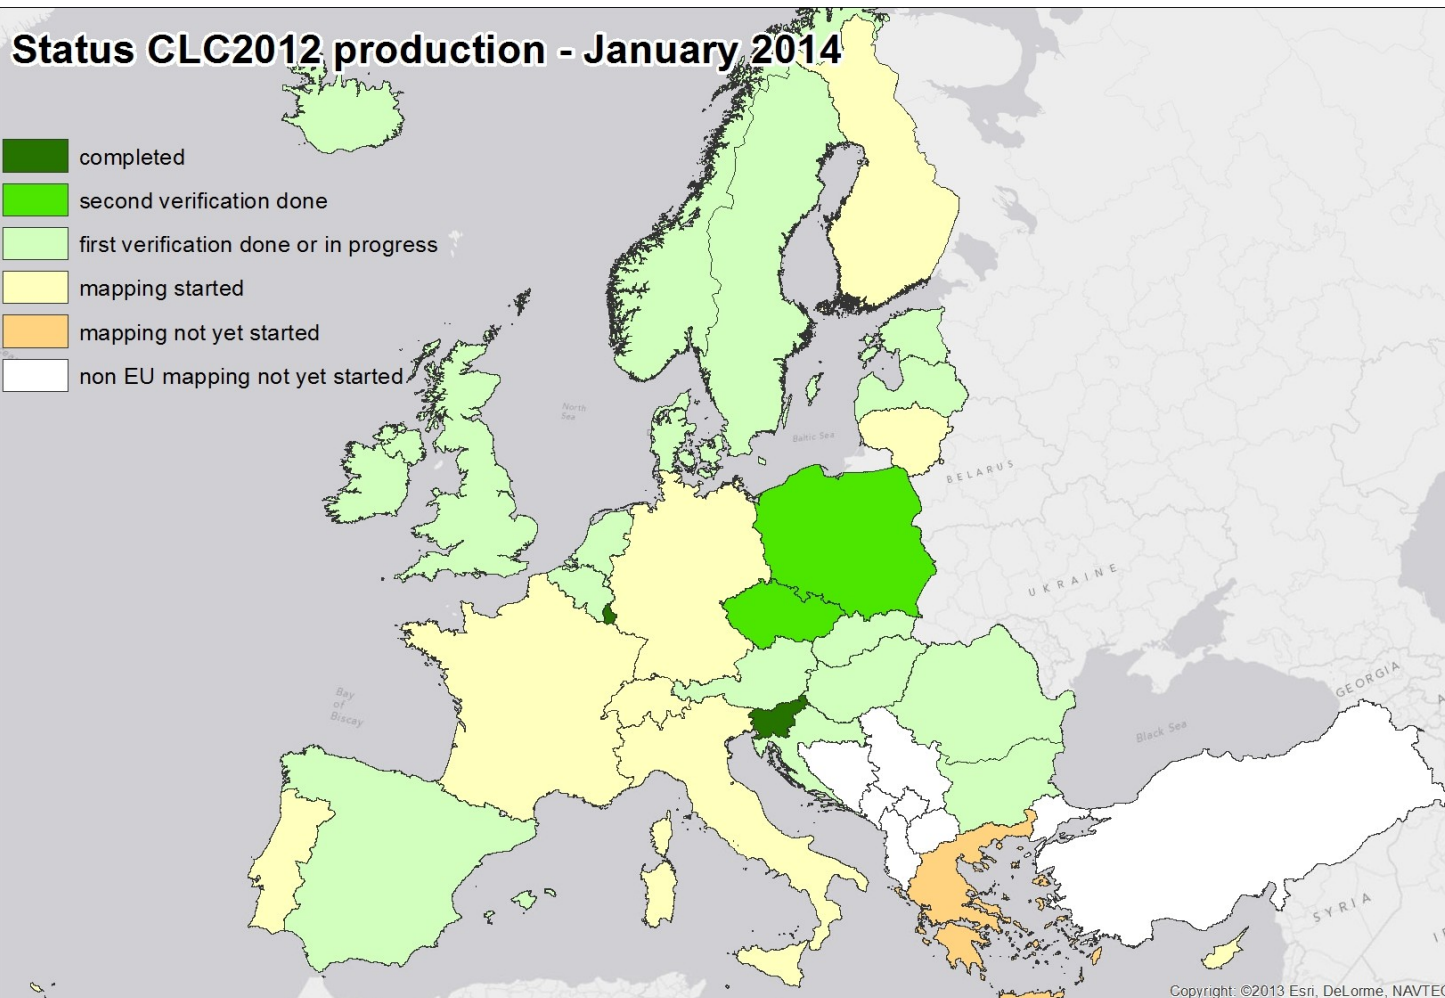 Status CLC2012 production - January 2014
completed
second verification done
first verification done or in progress
mapping started
mapping not yet started
non EU mapping not yet started
North
Sea
Baltic Sea
BELARUS
UKRAINE
Bay
of
Biscay
GEORGIA
Black Sea
SYRIA
Copyright: ©2013 Esri, DeLorme, NAVTEQ